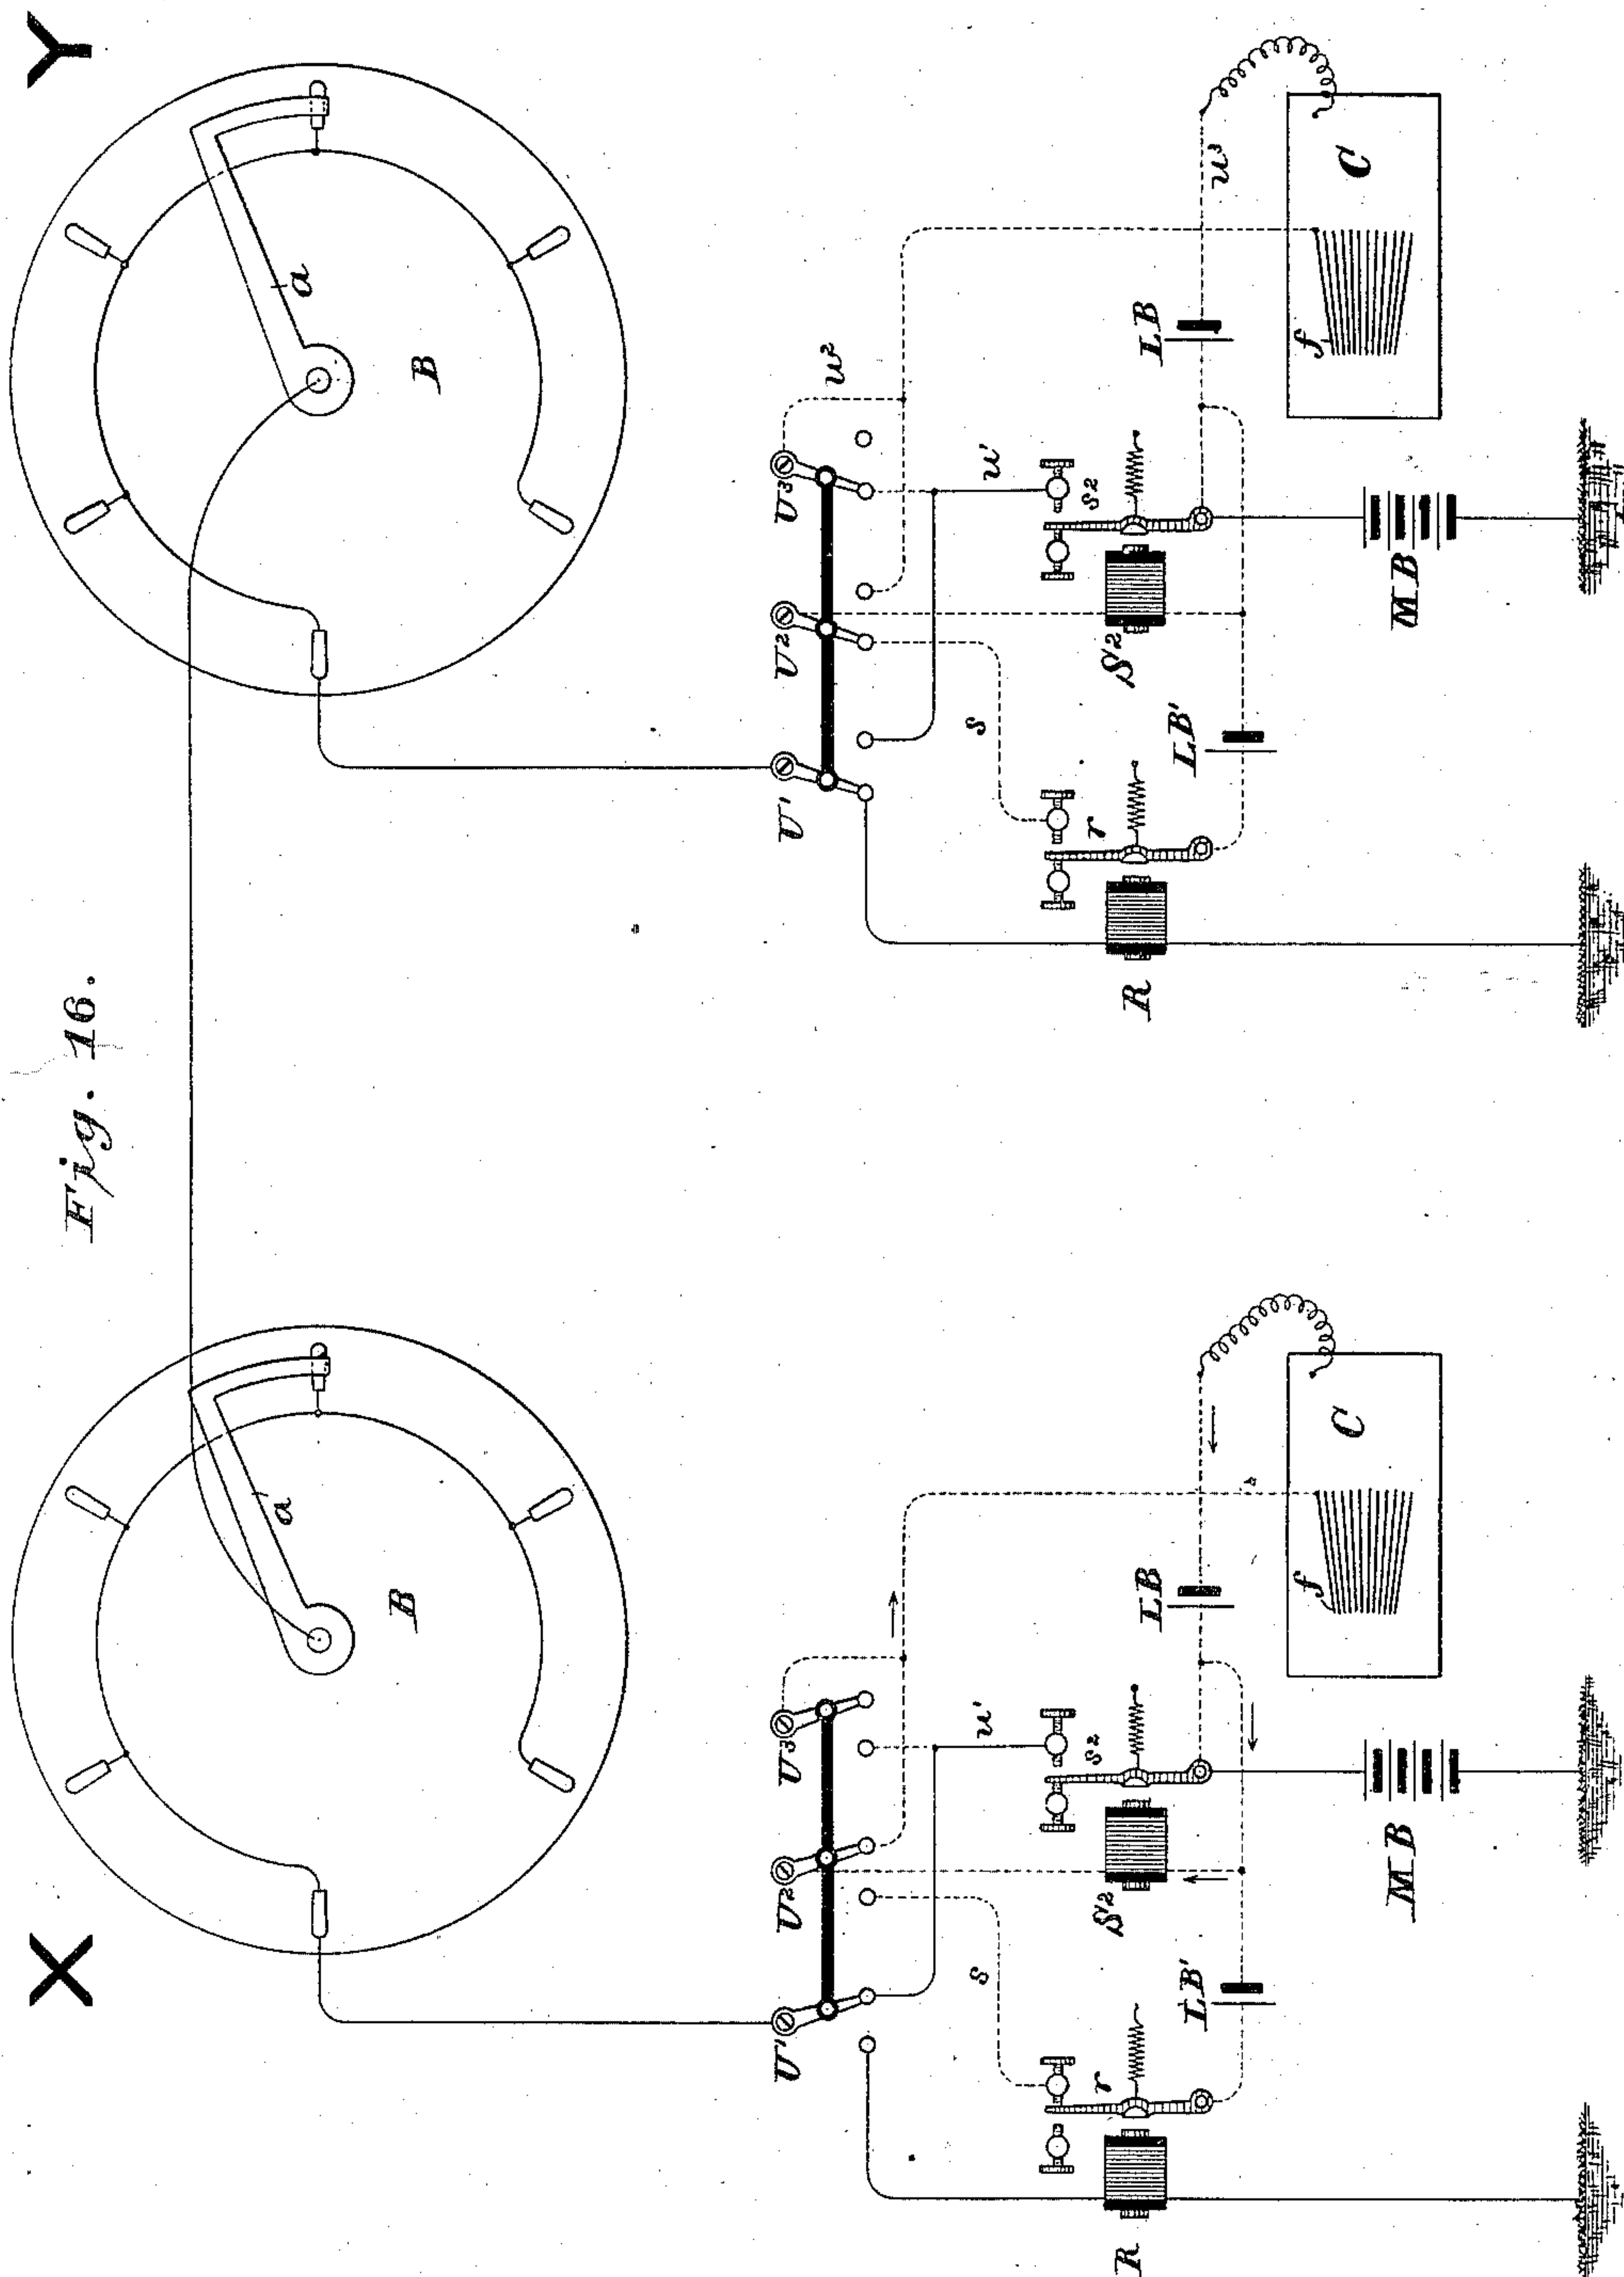 Fig. 16.
X
Y
a
B
a
B
U'
U²
U³
U'
U²
U³
u²
s
u'
s
u'
R
r
S²
s²
R
r
S²
s²
LB'
LB
LB'
LB
u³
MB
f
C
MB
f
C